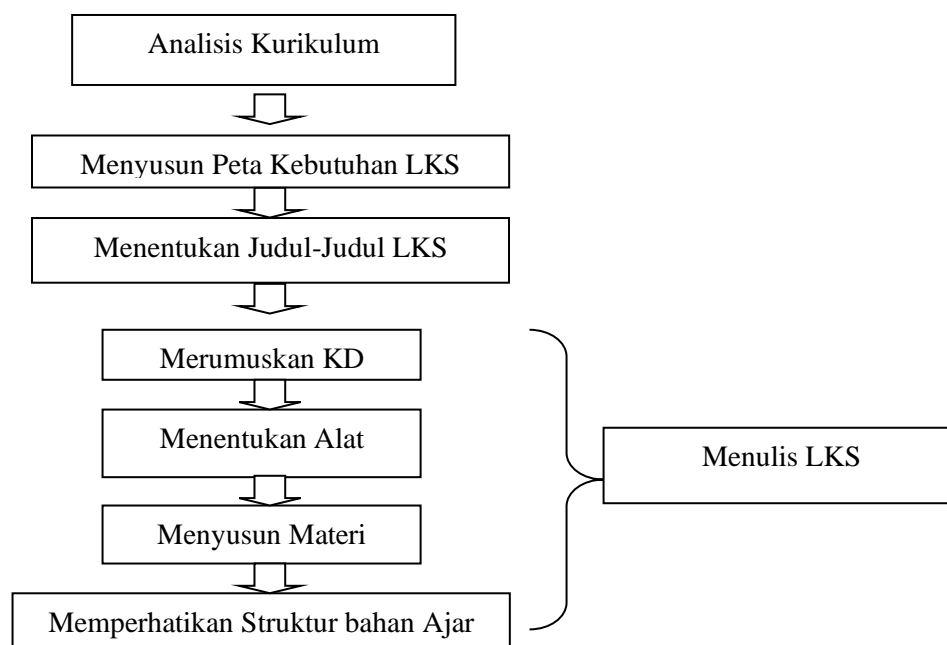 Analisis Kurikulum
Menyusun Peta Kebutuhan LKS
Menentukan Judul-Judul LKS
Merumuskan KD
Menentukan Alat
Menulis LKS
Menyusun Materi
Memperhatikan Struktur bahan Ajar